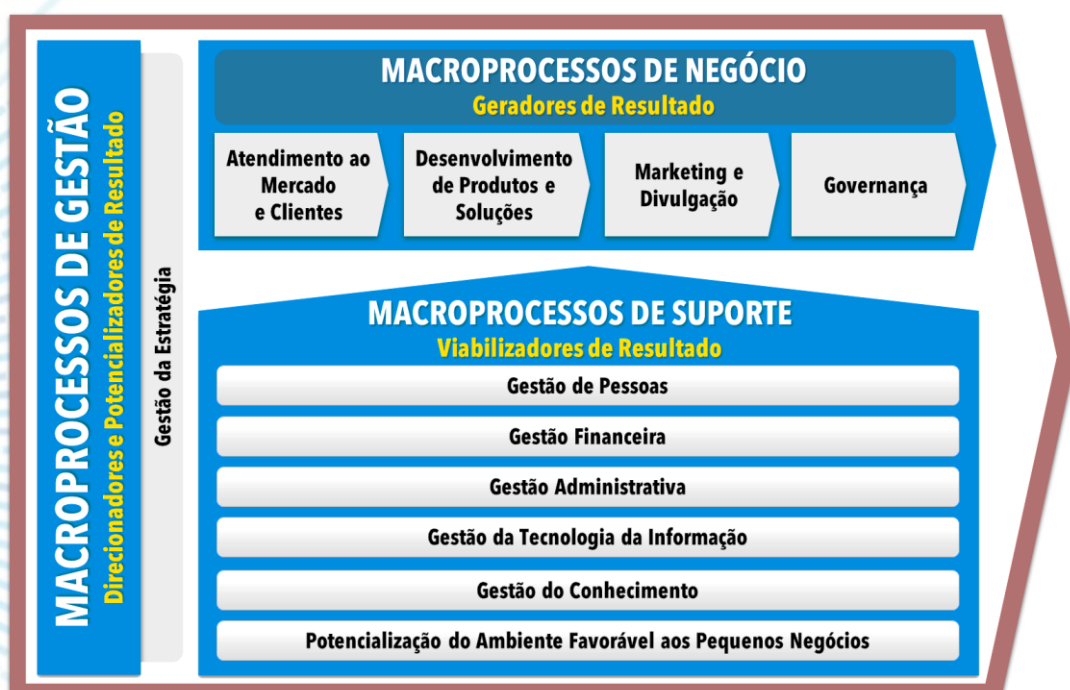 MACROPROCESSOS DE GESTÃO
Direcionadores e Potencializadores de Resultado
Gestão da Estratégia
MACROPROCESSOS DE NEGÓCIO
Geradores de Resultado
Atendimento ao
Mercado
e Clientes
Desenvolvimento
de Produtos e
Soluções
Marketing e
Divulgação
Governança
MACROPROCESSOS DE SUPORTE
Viabilizadores de Resultado
Gestão de Pessoas
Gestão Financeira
Gestão Administrativa
Gestão da Tecnologia da Informação
Gestão do Conhecimento
Potencialização do Ambiente Favorável aos Pequenos Negócios